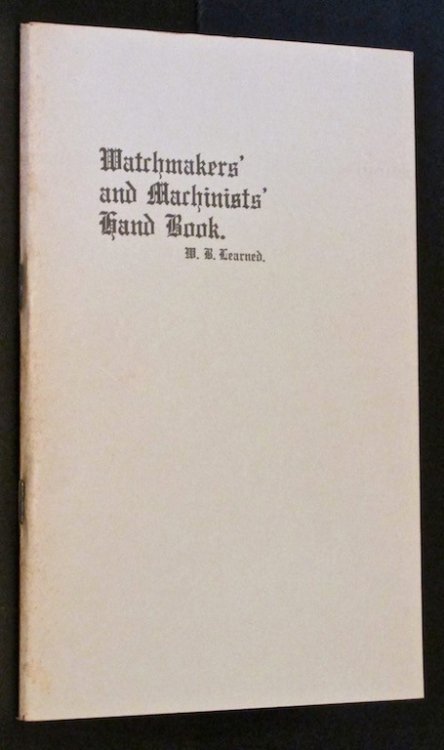 Watchmakers'
and Machinists'
Hand Book.
W. B. Learned.